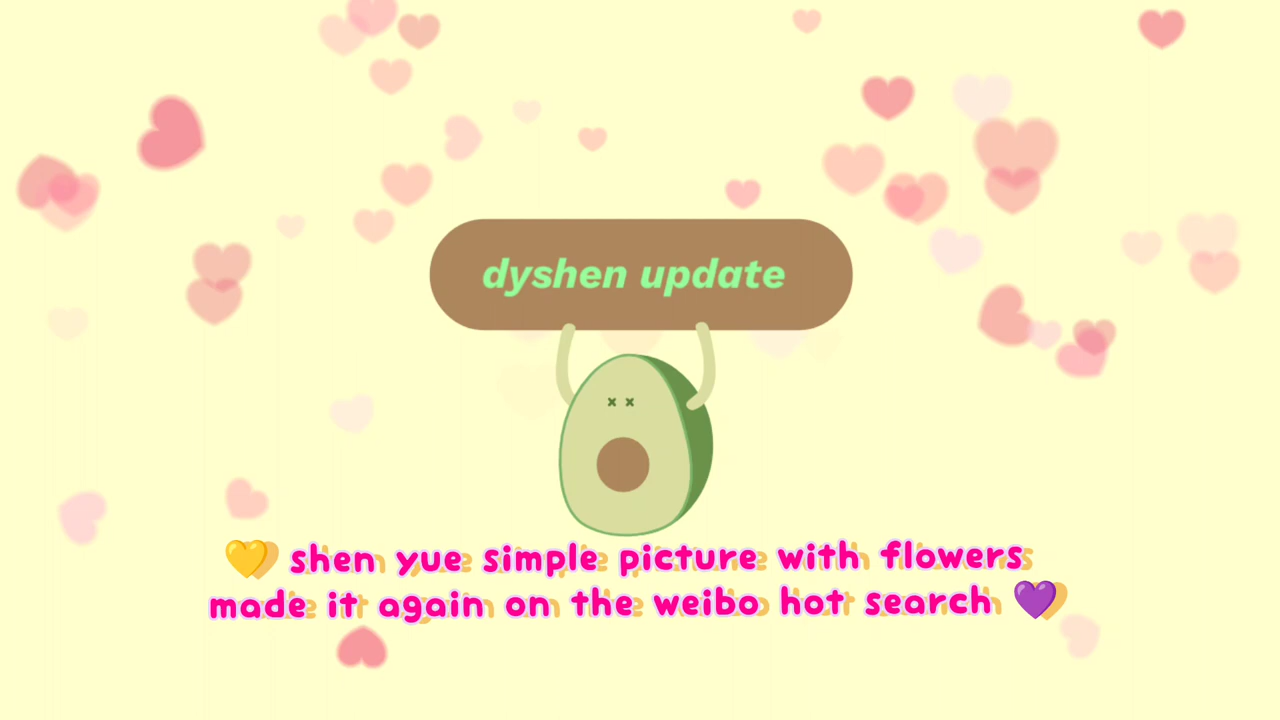 dyshen update
💛 shen yue simple picture with flowers
made it again on the weibo hot search 💜